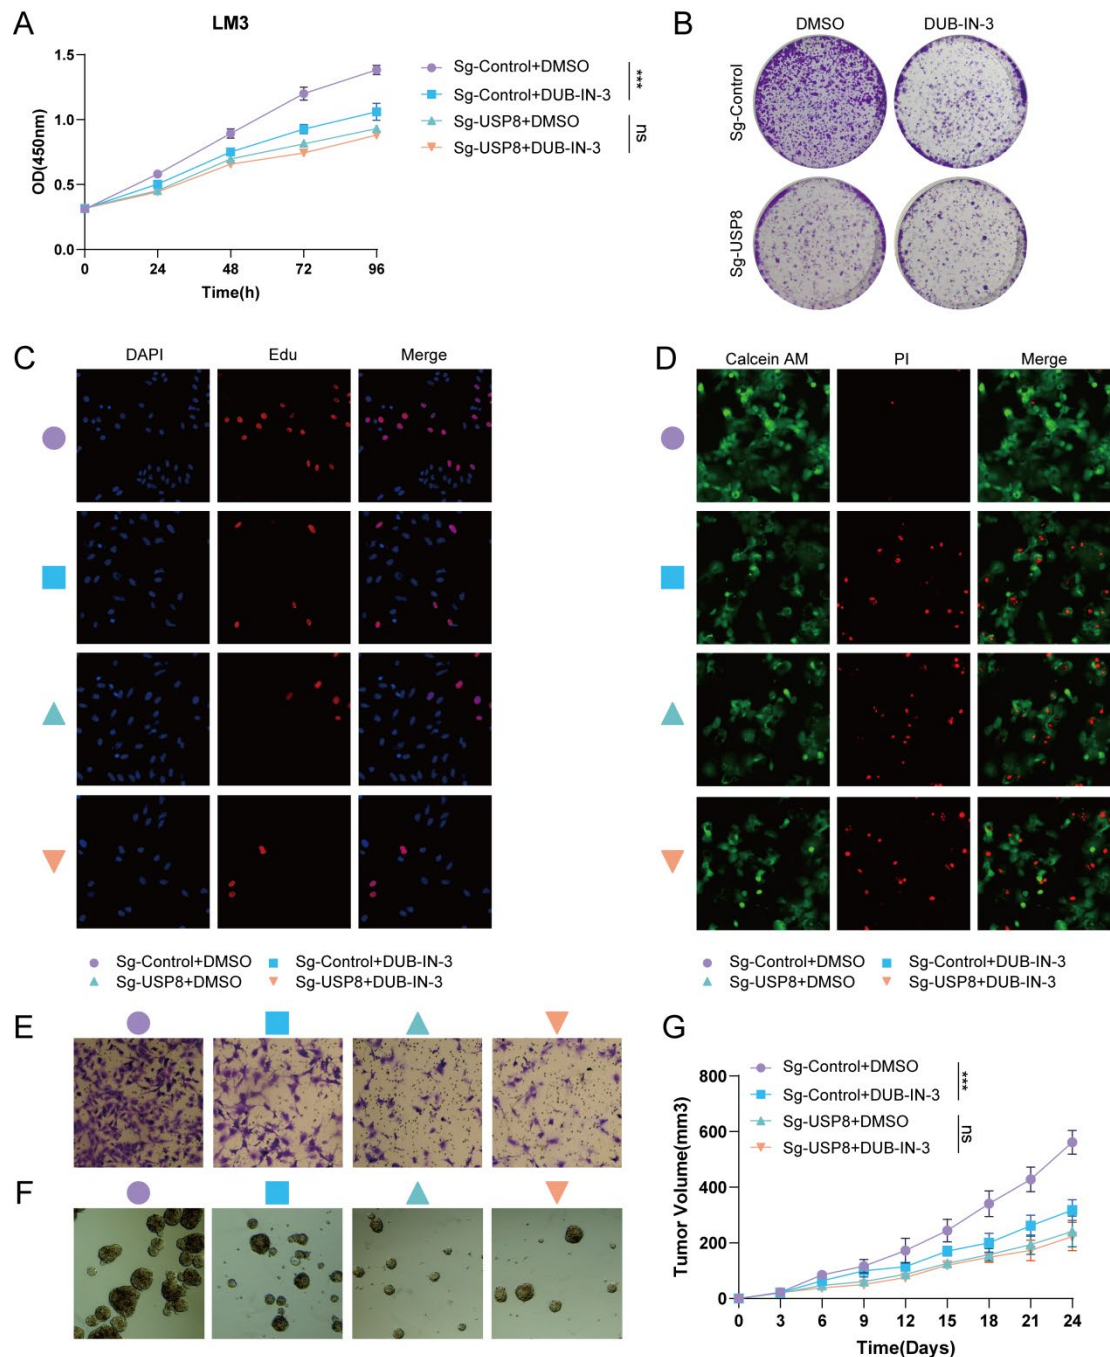 A
LM3
OD(450nm)
1.5
1.0
0.5
0.0
0 24 48 72 96
Time(h)
Sg-Control+DMSO
Sg-Control+DUB-IN-3
Sg-USP8+DMSO
Sg-USP8+DUB-IN-3
***
ns
B
DMSO DUB-IN-3
Sg-Control
Sg-USP8
C
DAPI Edu Merge
Sg-Control+DMSO Sg-Control+DUB-IN-3
Sg-USP8+DMSO Sg-USP8+DUB-IN-3
D
Calcein AM PI Merge
Sg-Control+DMSO Sg-Control+DUB-IN-3
Sg-USP8+DMSO Sg-USP8+DUB-IN-3
E
F
G
Tumor Volume(mm3)
800
600
400
200
0
0 3 6 9 12 15 18 21 24
Time(Days)
Sg-Control+DMSO
Sg-Control+DUB-IN-3
Sg-USP8+DMSO
Sg-USP8+DUB-IN-3
***
ns